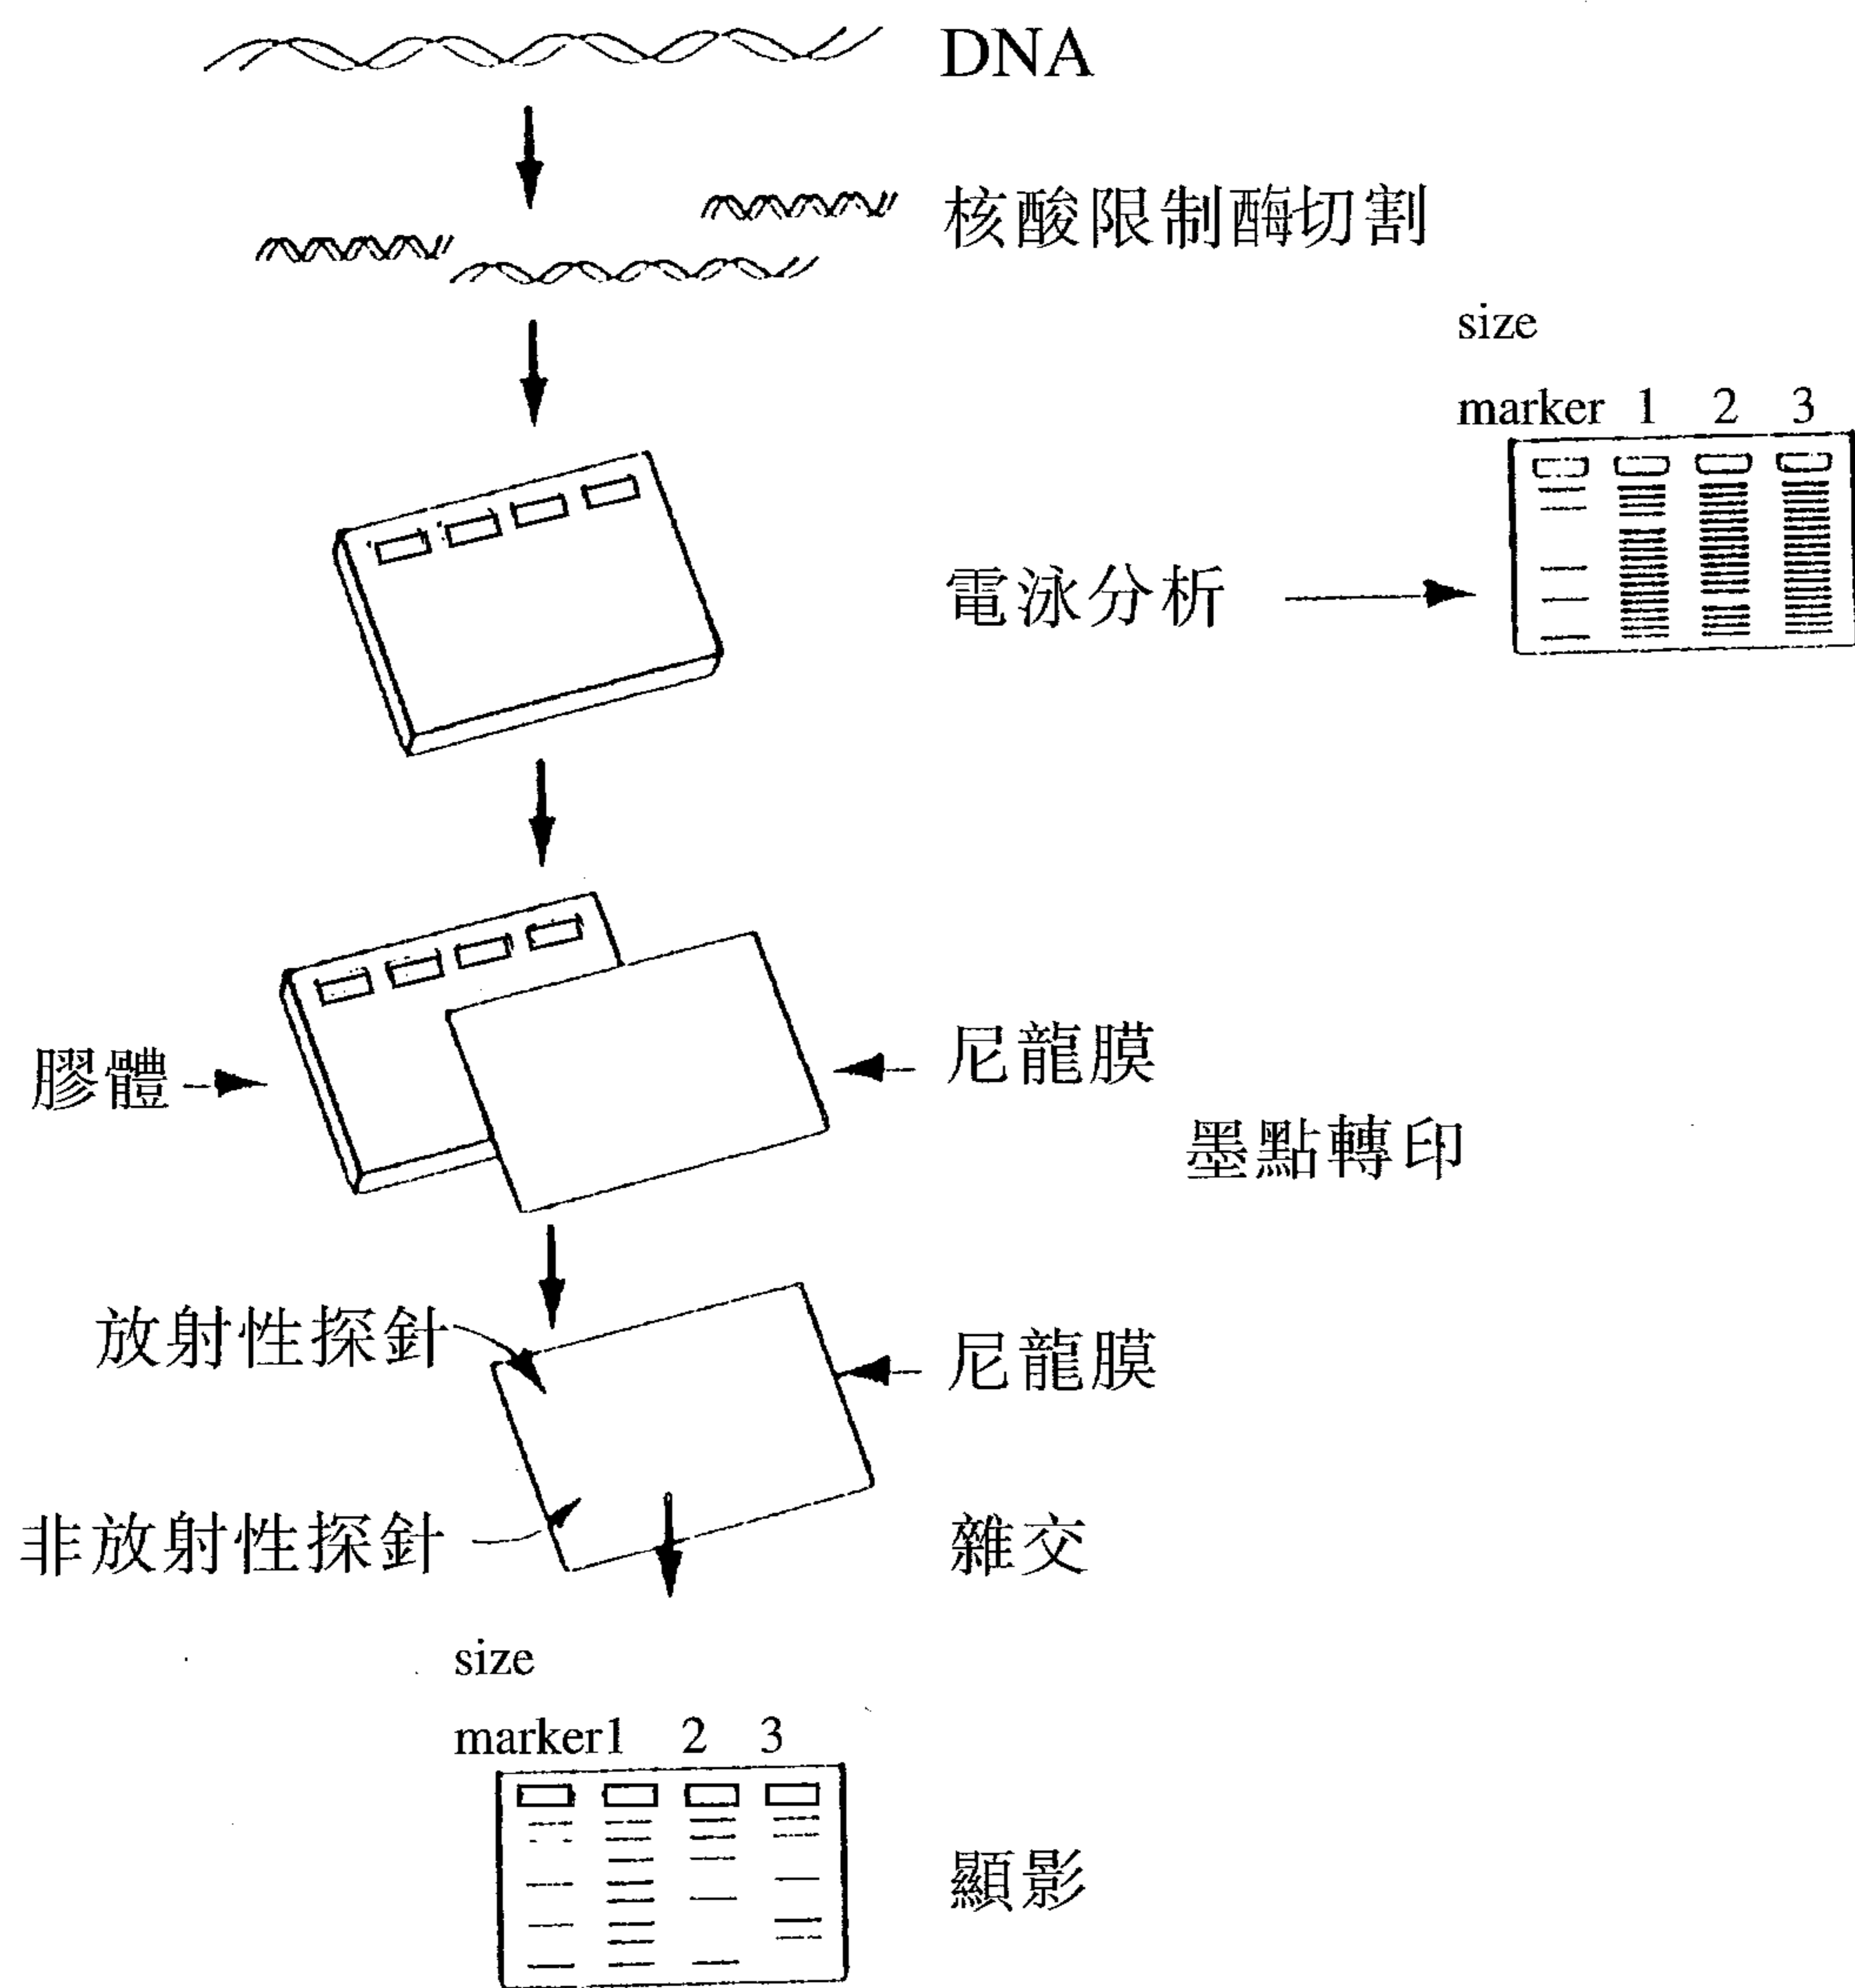 DNA
核酸限制酶切割
size
marker 1 2 3
電泳分析
膠體
尼龍膜
墨點轉印
放射性探針
尼龍膜
非放射性探針
雜交
size
marker1 2 3
顯影